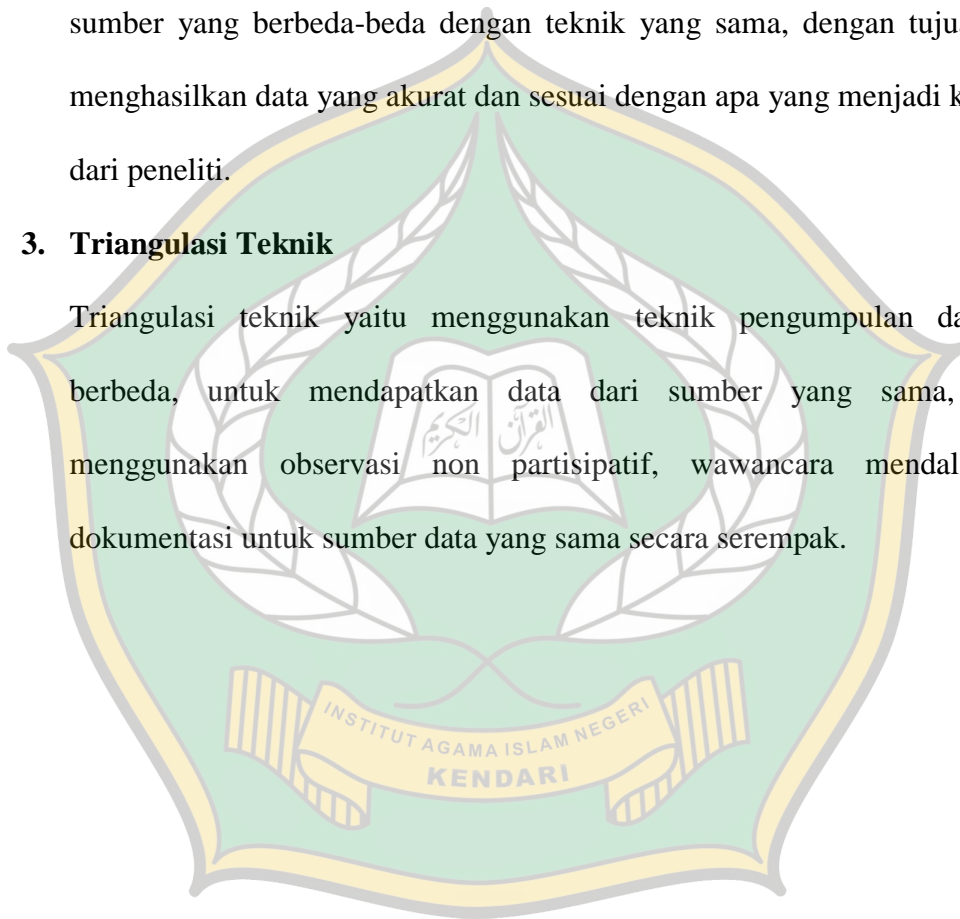 sumber yang berbeda-beda dengan teknik yang sama, dengan tujua
menghasilkan data yang akurat dan sesuai dengan apa yang menjadi k
dari peneliti.
3. Triangulasi Teknik
Triangulasi teknik yaitu menggunakan teknik pengumpulan da
berbeda, untuk mendapatkan data dari sumber yang sama,
القرآن الكريم
menggunakan observasi non partisipatif, wawancara mendal
dokumentasi untuk sumber data yang sama secara serempak.
INSTITUT AGAMA ISLAM NEGERI
KENDARI